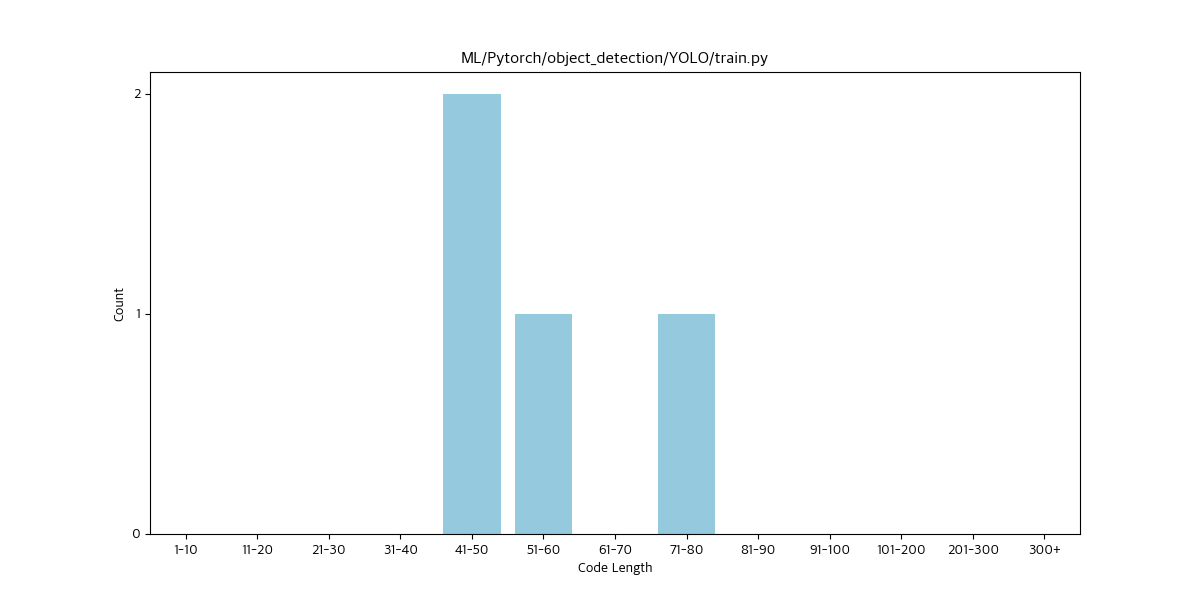 ML/Pytorch/object_detection/YOLO/train.py
2
1
0
Count
1-10 11-20 21-30 31-40 41-50 51-60 61-70 71-80 81-90 91-100 101-200 201-300 300+
Code Length